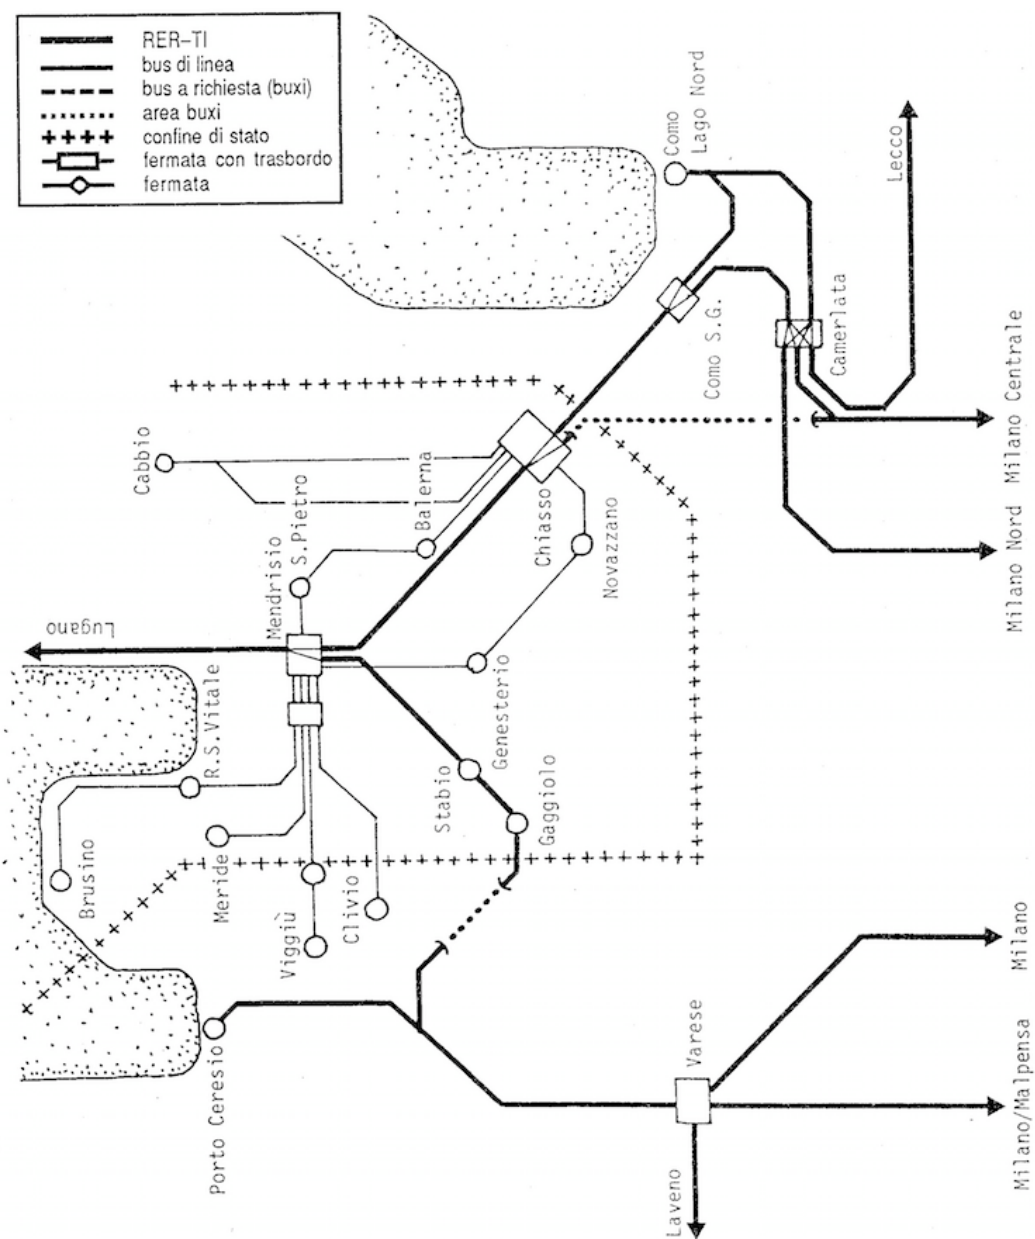 RER-TI
bus di linea
bus a richiesta (buxi)
area buxi
confine di stato
fermata con trasbordo
fermata
Como
Lago Nord
Lecco
Como S.G.
Camerlata
Milano Centrale
Milano Nord
Cabbio
S.Pietro
Balerna
Chiasso
Novazzano
Mendrisio
Lugano
R.S.Vitale
Genesterio
Stabio
Gaggiolo
Brusino
Meride
Viggiù
Clivio
Porto Ceresio
Varese
Milano
Milano/Malpensa
Laveno